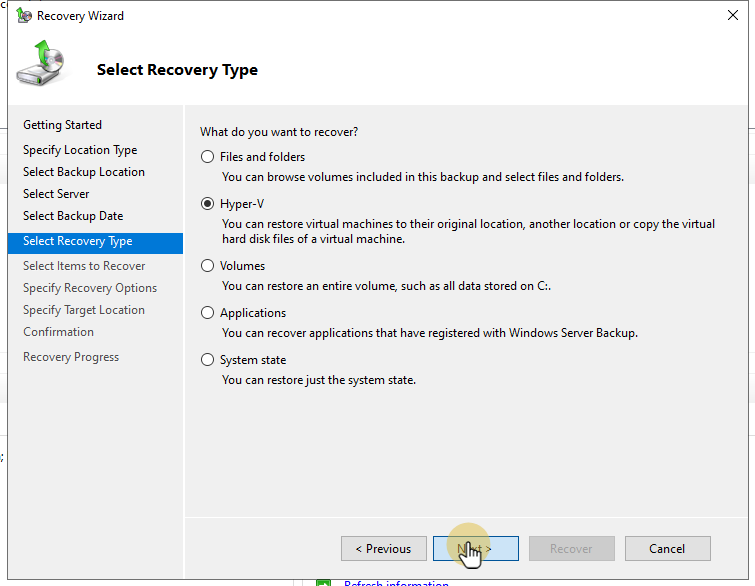 Recovery Wizard
Select Recovery Type
Getting Started
Specify Location Type
Select Backup Location
Select Server
Select Backup Date
Select Recovery Type
Select Items to Recover
Specify Recovery Options
Specify Target Location
Confirmation
Recovery Progress
What do you want to recover?
Files and folders
You can browse volumes included in this backup and select files and folders.
Hyper-V
You can restore virtual machines to their original location, another location or copy the virtual
hard disk files of a virtual machine.
Volumes
You can restore an entire volume, such as all data stored on C:.
Applications
You can recover applications that have registered with Windows Server Backup.
System state
You can restore just the system state.
< Previous
Next >
Recover
Cancel
Refresh information